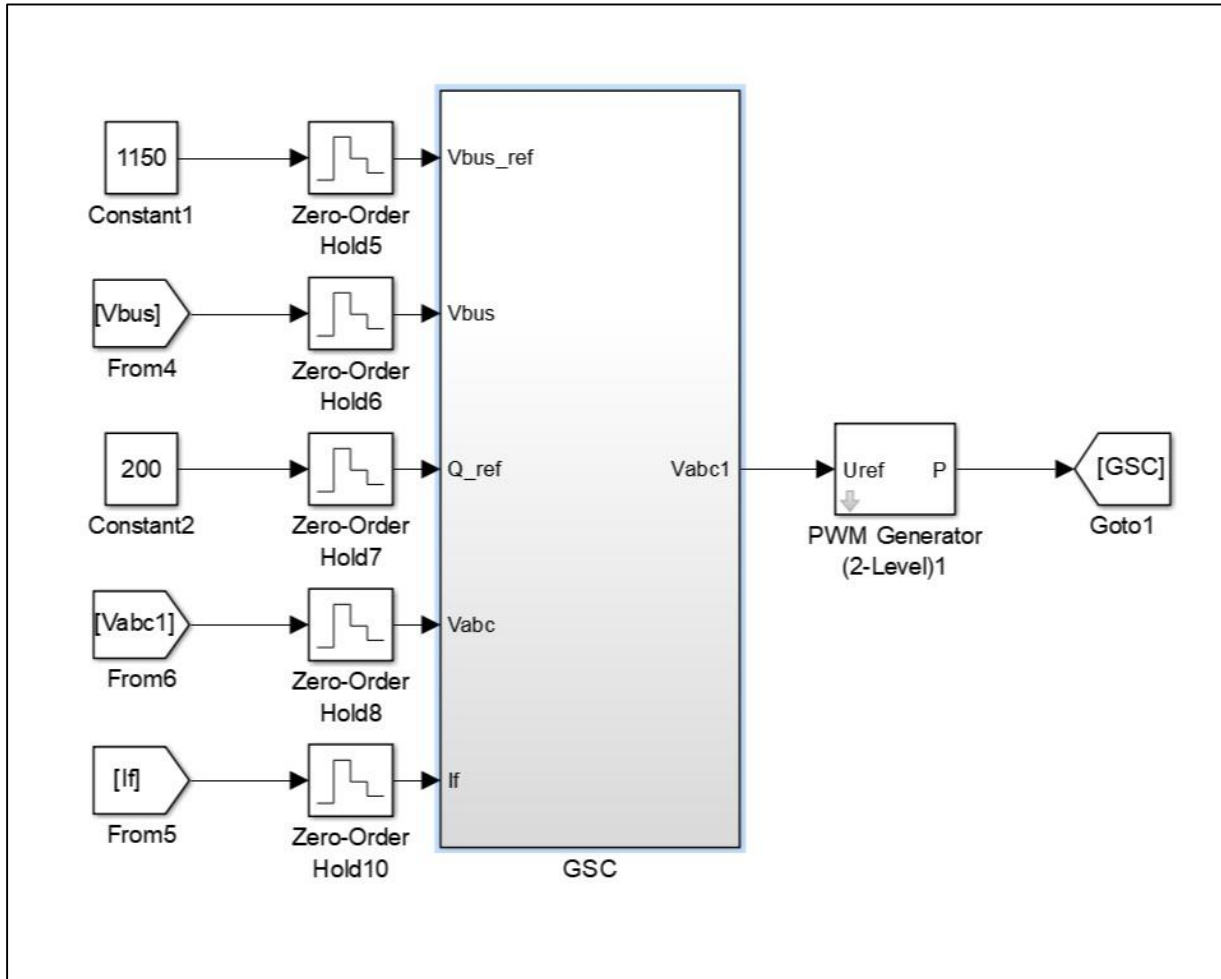 1150
Constant1
Zero-Order
Hold5
Vbus_ref
[Vbus]
From4
Zero-Order
Hold6
Vbus
200
Constant2
Zero-Order
Hold7
Q_ref
[Vabc1]
From6
Zero-Order
Hold8
Vabc
[If]
From5
Zero-Order
Hold10
If
Vabc1
GSC
Uref
P
PWM Generator
(2-Level)1
[GSC]
Goto1